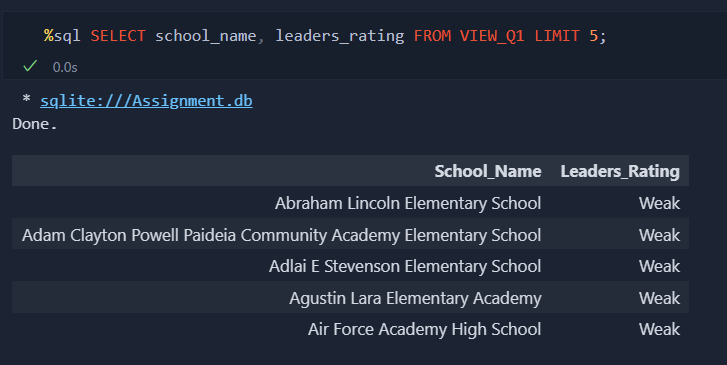 %sql SELECT school_name, leaders_rating FROM VIEW_Q1 LIMIT 5;
✓ 0.0s
* sqlite:///Assignment.db
Done.
School_Name Leaders_Rating
Abraham Lincoln Elementary School Weak
Adam Clayton Powell Paideia Community Academy Elementary School Weak
Adlai E Stevenson Elementary School Weak
Agustin Lara Elementary Academy Weak
Air Force Academy High School Weak